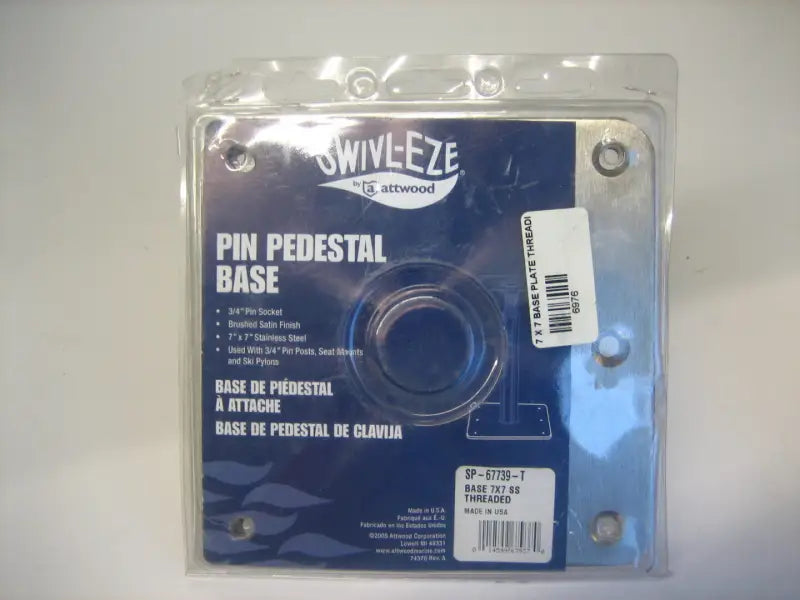 SWIVL-EZE
by attwood
PIN PEDESTAL
BASE
• 3/4" Pin Socket
• Brushed Satin Finish
• 7" x 7" Stainless Steel
• Used With 3/4" Pin Posts, Seat Mounts
and Ski Pylons
BASE DE PIÉDESTAL
À ATTACHE
BASE DE PEDESTAL DE CLAVIJA
7 X 7 BASE PLATE THREADI
6976
SP-67739-T
BASE 7X7 SS
THREADED
MADE IN USA
Made in U.S.A.
Fabriqué aux É.-U.
Fabricado en los Estados Unidos
©2005 Attwood Corporation
Lowell MI 49331
www.attwoodmarine.com
74370 Rev. A